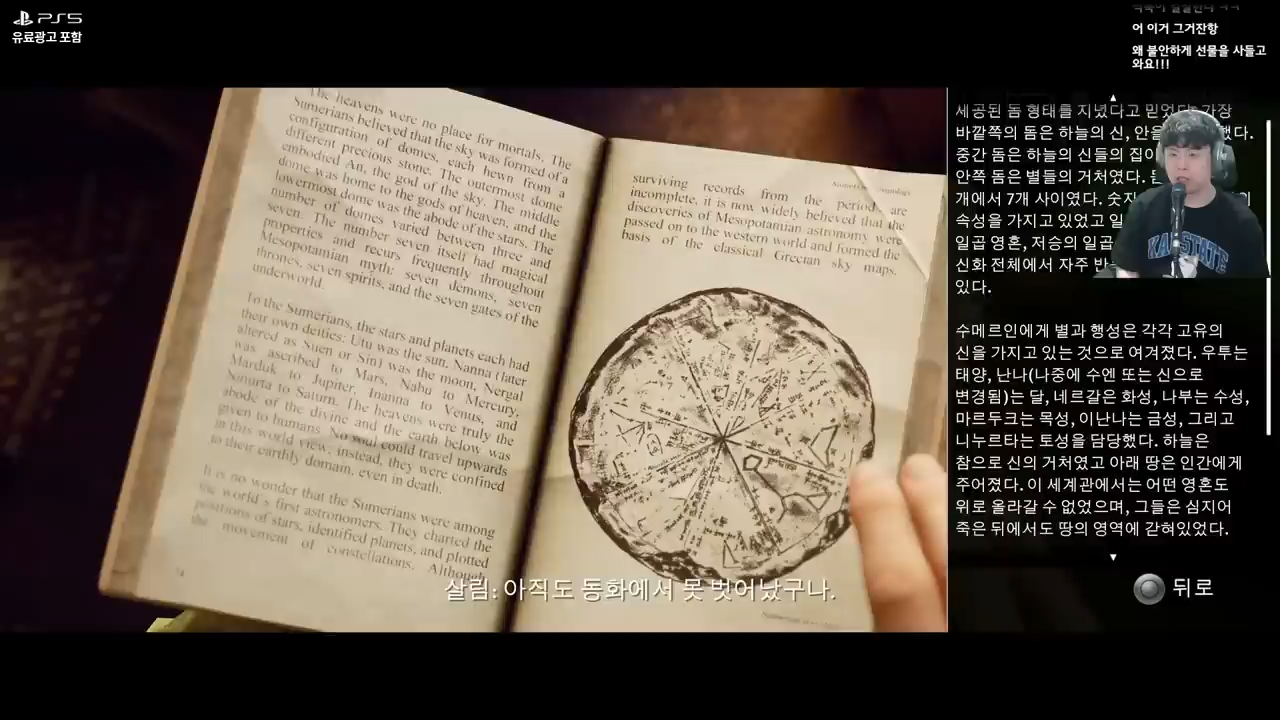 PS5
유료광고 포함
어 이거 그거잔항
왜 불안하게 선물을 사들고
와요!!!
The heavens were no place for mortals. The
Sumerians believed that the sky was formed of a
configuration of domes, each hewn from a
different precious stone. The outermost dome
embodied An, the god of the sky. The middle
dome was home to the gods of heaven, and the
lowermost dome was the abode of the stars. The
number of domes varied between three and
seven. The number seven itself had magical
properties and recurs frequently throughout
Mesopotamian myth: seven demons, seven
thrones, seven spirits, and the seven gates of the
underworld.
To the Sumerians, the stars and planets each had
their own deities: Utu was the sun, Nanna (later
altered as Suen or Sin) was the moon, Nergal
was ascribed to Mars, Nabu to Mercury,
Marduk to Jupiter, Inanna to Venus, and
Ninurta to Saturn. The heavens were truly the
abode of the divine and the earth below was
given to humans. No soul could travel upwards
in this world view; instead, they were confined
to their earthly domain, even in death.
It is no wonder that the Sumerians were among
the world's first astronomers. They charted the
positions of stars, identified planets, and plotted
the movement of constellations. Although
surviving records from the period are
incomplete, it is now widely believed that the
discoveries of Mesopotamian astronomy were
passed on to the western world and formed the
basis of the classical Grecian sky maps.
살림: 아직도 동화에서 못 벗어났구나.
세공된 돔 형태를 지녔다고 믿었다. 가장
바깥쪽의 돔은 하늘의 신, 안을
중간 돔은 하늘의 신들의
안쪽 돔은 별들의 거처였다.
개에서 7개 사이였다.
속성을 가지고 있었고
일곱 영혼, 저승의 일곱
신화 전체에서 자주
있다.
수메르인에게 별과 행성은 각각 고유의
신을 가지고 있는 것으로 여겨졌다. 우투는
태양, 난나(나중에 수엔 또는 신으로
변경됨)는 달, 네르갈은 화성, 나부는 수성,
마르두크는 목성, 이난나는 금성, 그리고
니누르타는 토성을 담당했다. 하늘은
참으로 신의 거처였고 아래 땅은 인간에게
주어졌다. 이 세계관에서는 어떤 영혼도
위로 올라갈 수 없었으며, 그들은 심지어
죽은 뒤에서도 땅의 영역에 갇혀있었다.
뒤로